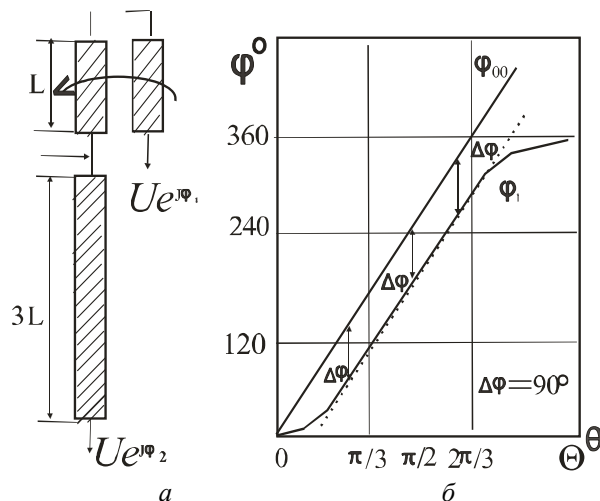 L
Ue^{jφ₁}
3L
Ue^{jφ₂}
а
φ°
φ₀₀
360
Δφ
φ₁
240
Δφ
120
Δφ
Δφ=90°
θ
0
π/3
π/2
2π/3
Θ
б